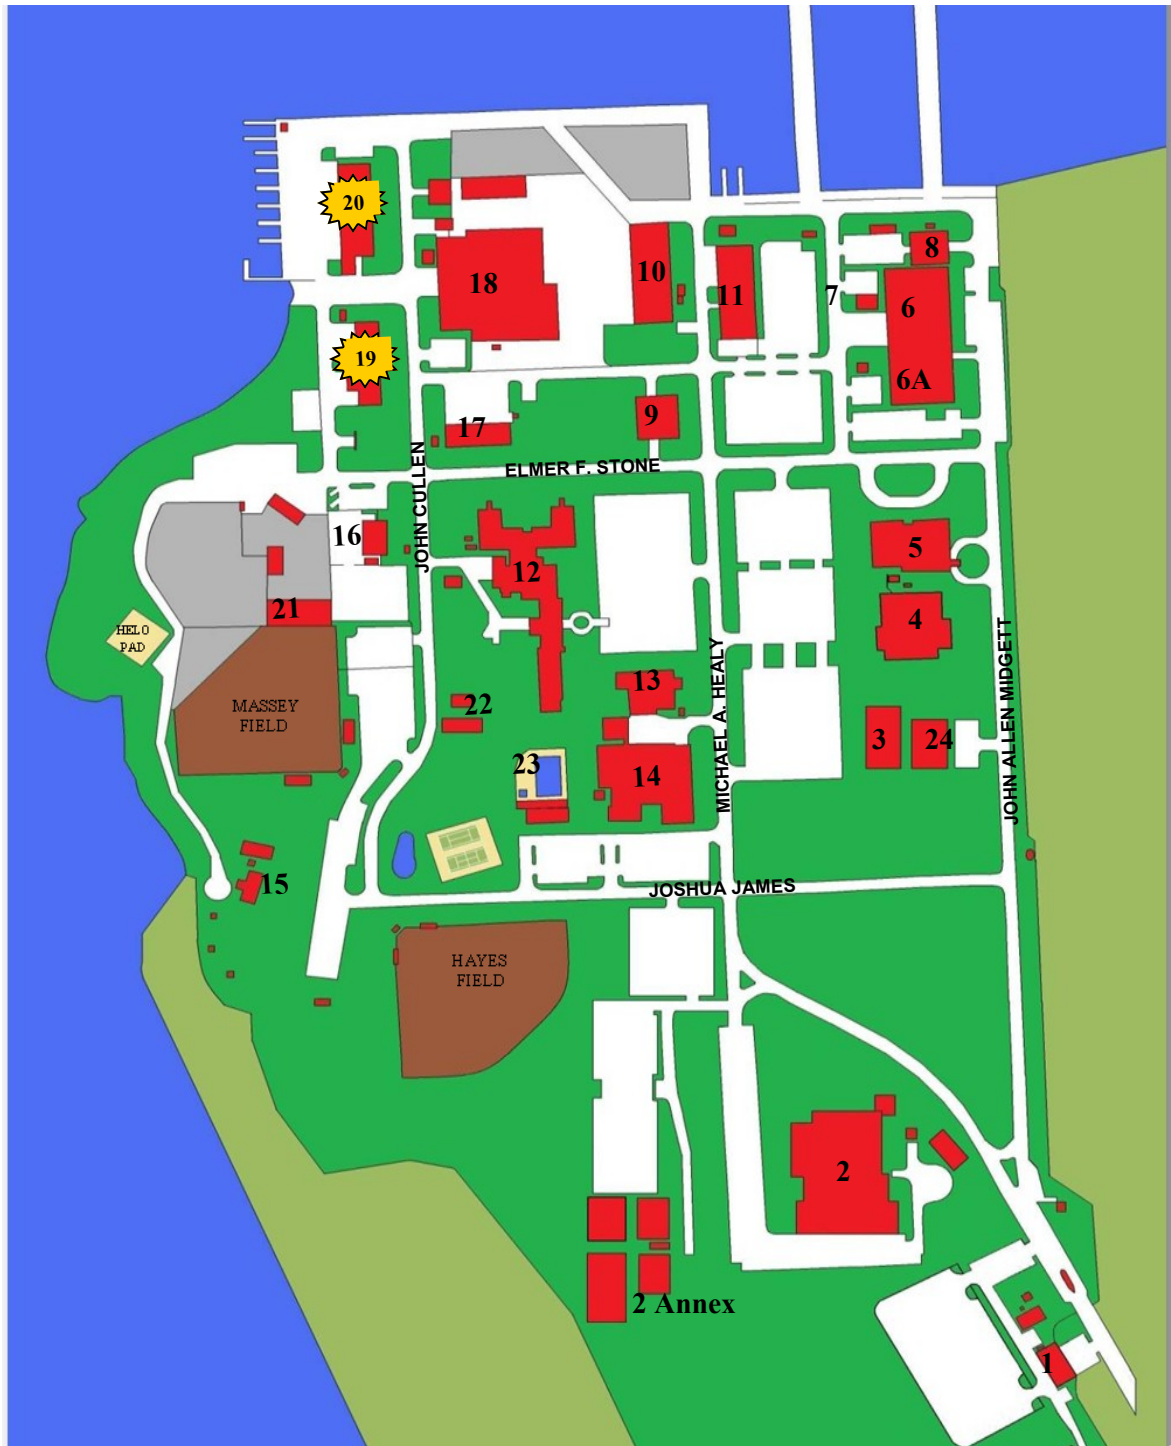 20
8
18
10
11
7
6
19
6A
9
17
ELMER F. STONE
JOHN CULLEN
16
5
12
21
4
HELO
PAD
13
22
MASSEY
FIELD
MICHAEL A. HEALY
JOHN ALLEN MIDGETT
3
24
23
14
15
JOSHUA JAMES
HAYES
FIELD
2
2 Annex
1